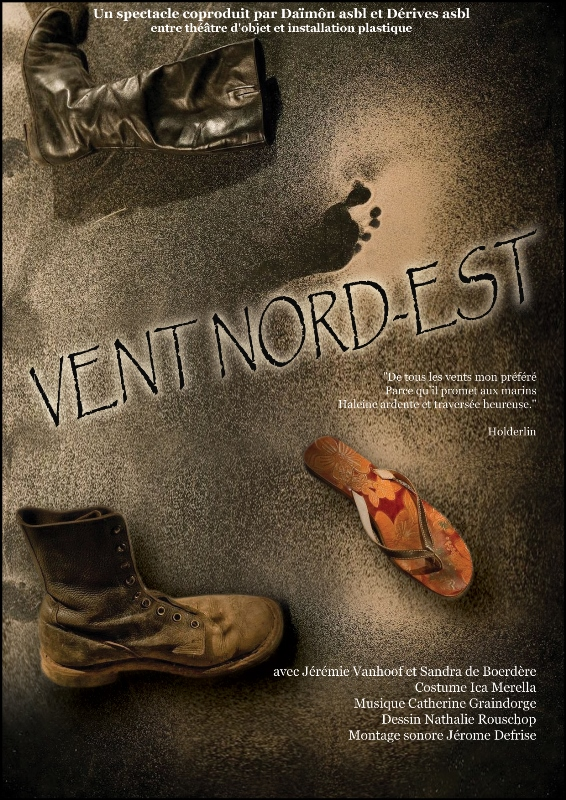 Un spectacle coproduit par Daïmôn asbl et Dérives asbl
entre théâtre d'objet et installation plastique
VENT NORD-EST
"De tous les vents mon préféré
Parce qu'il promet aux marins
Haleine ardente et traversée heureuse."
Holderlin
avec Jérémie Vanhoof et Sandra de Boerdère
Costume Ica Merella
Musique Catherine Graindorge
Dessin Nathalie Rouschop
Montage sonore Jérome Defrise